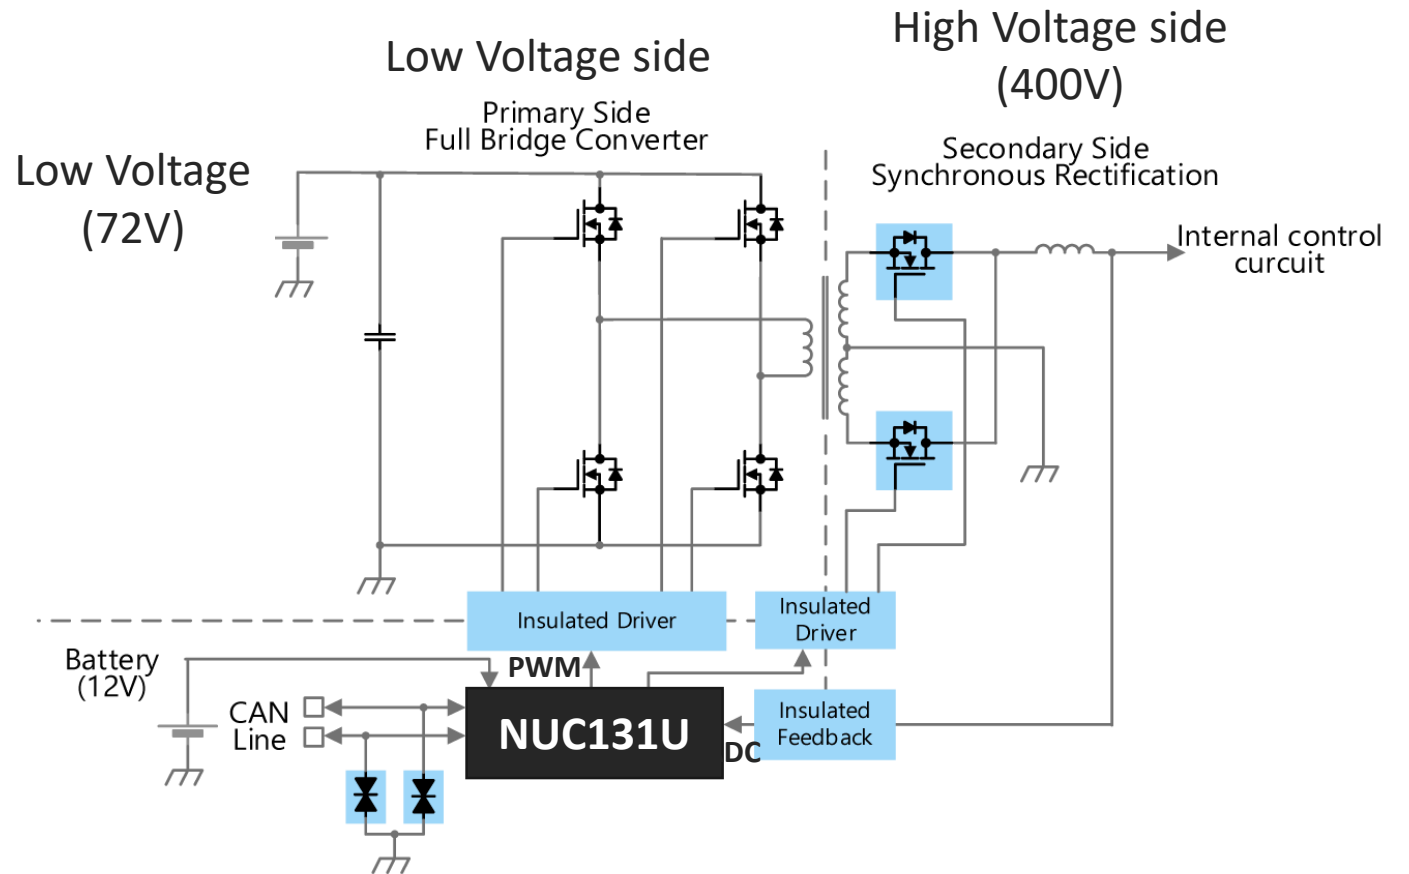 High Voltage side
(400V)
Low Voltage side
Primary Side
Full Bridge Converter
Secondary Side
Synchronous Rectification
Low Voltage
(72V)
Internal control
curcuit
Insulated Driver
Insulated
Driver
Battery
(12V)
PWM
CAN
Line
NUC131U
DC
Insulated
Feedback